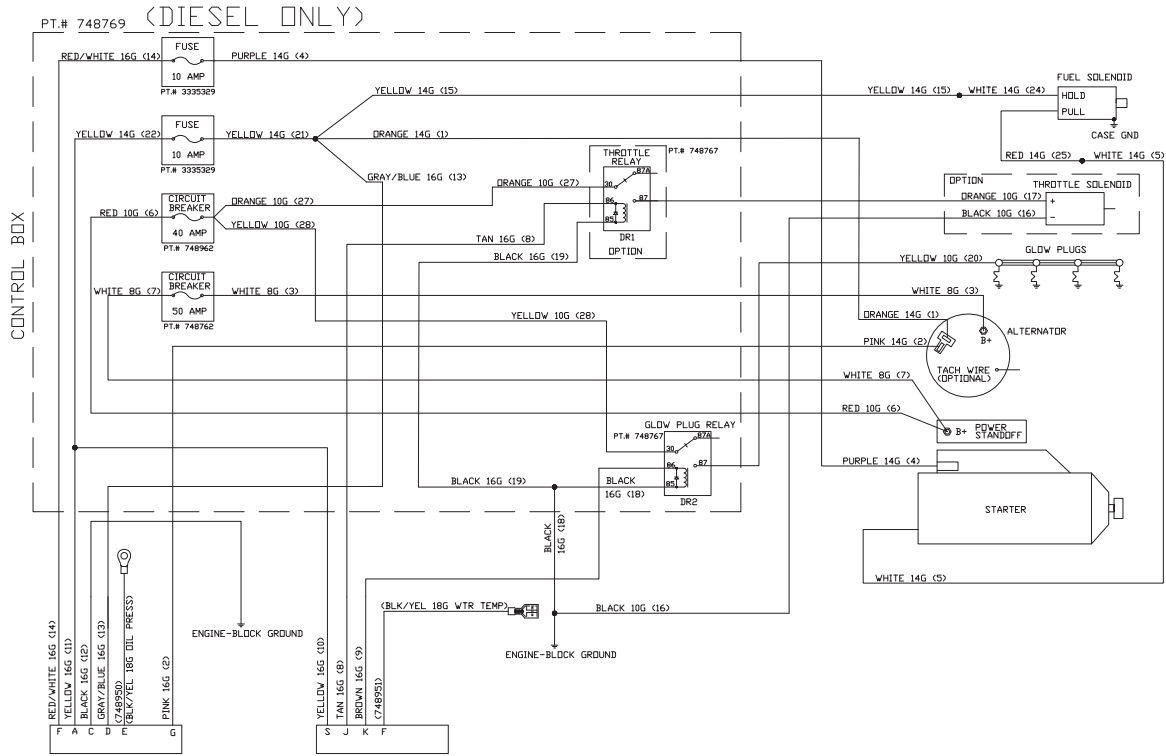 PT.# 748769 (DIESEL ONLY)
CONTROL BOX
RED/WHITE 16G (14)
FUSE
10 AMP
PT.# 3335329
PURPLE 14G (4)
YELLOW 14G (22)
FUSE
10 AMP
PT.# 3335329
YELLOW 14G (21)
YELLOW 14G (15)
YELLOW 14G (15)
WHITE 14G (24)
FUEL SOLENOID
HOLD
PULL
CASE GND
ORANGE 14G (1)
GRAY/BLUE 16G (13)
RED 14G (25)
WHITE 14G (5)
THROTTLE
RELAY
PT.# 748767
87A
30
87
86
85
DR1
OPTION
RED 10G (6)
CIRCUIT
BREAKER
40 AMP
PT.# 748962
ORANGE 10G (27)
YELLOW 10G (28)
ORANGE 10G (27)
TAN 16G (8)
BLACK 16G (19)
OPTION
THROTTLE SOLENOID
ORANGE 10G (17)
BLACK 10G (16)
+
-
GLOW PLUGS
YELLOW 10G (20)
WHITE 8G (7)
CIRCUIT
BREAKER
50 AMP
PT.# 748762
WHITE 8G (3)
WHITE 8G (3)
YELLOW 10G (28)
ORANGE 14G (1)
PINK 14G (2)
B+
ALTERNATOR
TACH WIRE
(OPTIONAL)
WHITE 8G (7)
RED 10G (6)
B+ POWER
STANDOFF
GLOW PLUG RELAY
PT.# 748767
87A
30
87
86
85
DR2
PURPLE 14G (4)
BLACK 16G (19)
BLACK
16G (18)
BLACK
16G (18)
STARTER
WHITE 14G (5)
(BLK/YEL 18G WTR TEMP)
BLACK 10G (16)
ENGINE-BLOCK GROUND
ENGINE-BLOCK GROUND
RED/WHITE 16G (14)
YELLOW 16G (11)
BLACK 16G (12)
GRAY/BLUE 16G (13)
(748950)
(BLK/YEL 18G OIL PRESS)
PINK 16G (2)
YELLOW 16G (10)
TAN 16G (8)
BROWN 16G (9)
(748951)
F A C D E G
S J K F